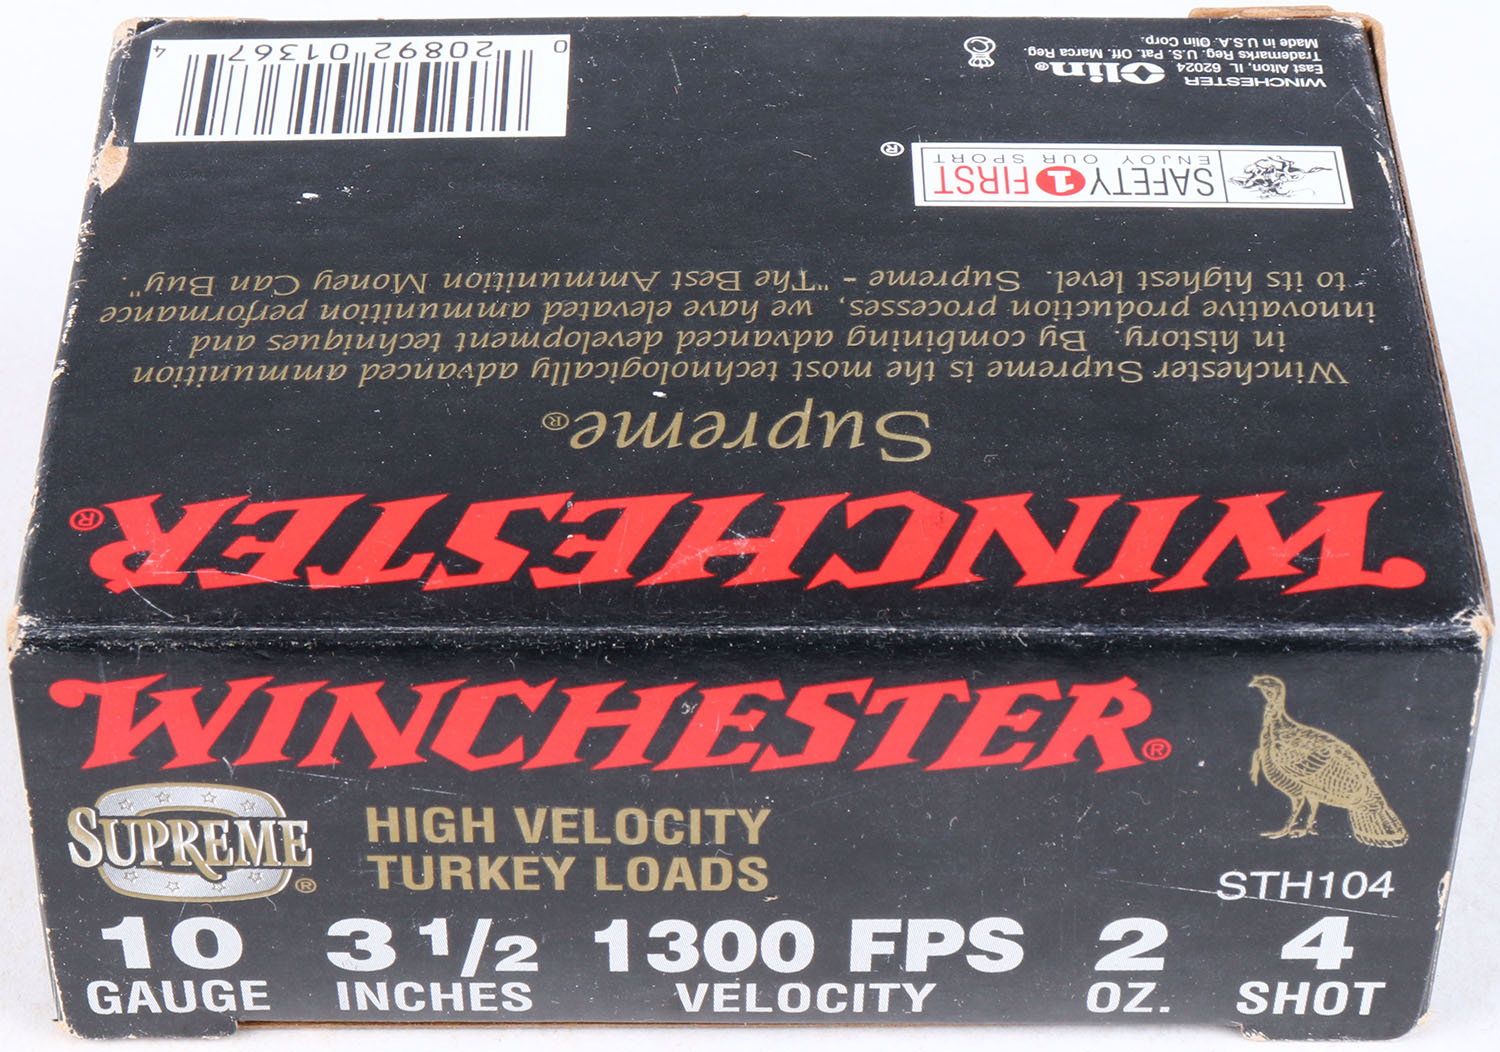 WINCHESTER®
SUPREME®
HIGH VELOCITY
TURKEY LOADS
STH104
10 GAUGE
3 1/2 INCHES
1300 FPS VELOCITY
2 OZ.
4 SHOT
WINCHESTER®
Supreme®
Winchester Supreme is the most technologically advanced ammunition
in history. By combining advanced development techniques and
innovative production processes, we have elevated ammunition performance
to its highest level. Supreme - "The Best Ammunition Money Can Buy".
SAFETY 1 FIRST
ENJOY OUR SPORT
®
WINCHESTER Olin®
East Alton, IL 62024
Trademarks Reg. U.S. Pat. Off. Marca Reg.
Made in U.S.A. Olin Corp.
C
0 20892 01367 4